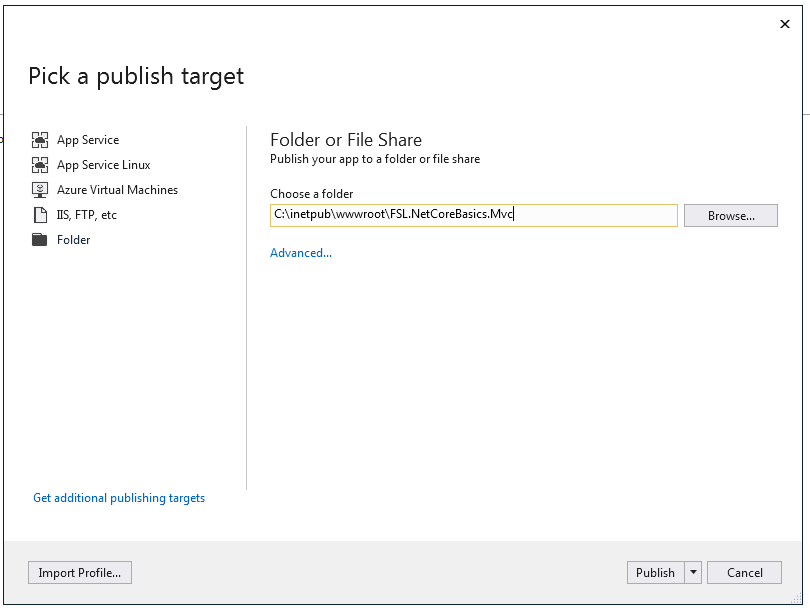 Pick a publish target
App Service
App Service Linux
Azure Virtual Machines
IIS, FTP, etc
Folder
Get additional publishing targets
Folder or File Share
Publish your app to a folder or file share
Choose a folder
C:\inetpub\wwwroot\FSL.NetCoreBasics.Mvc
Browse...
Advanced...
Import Profile...
Publish
Cancel